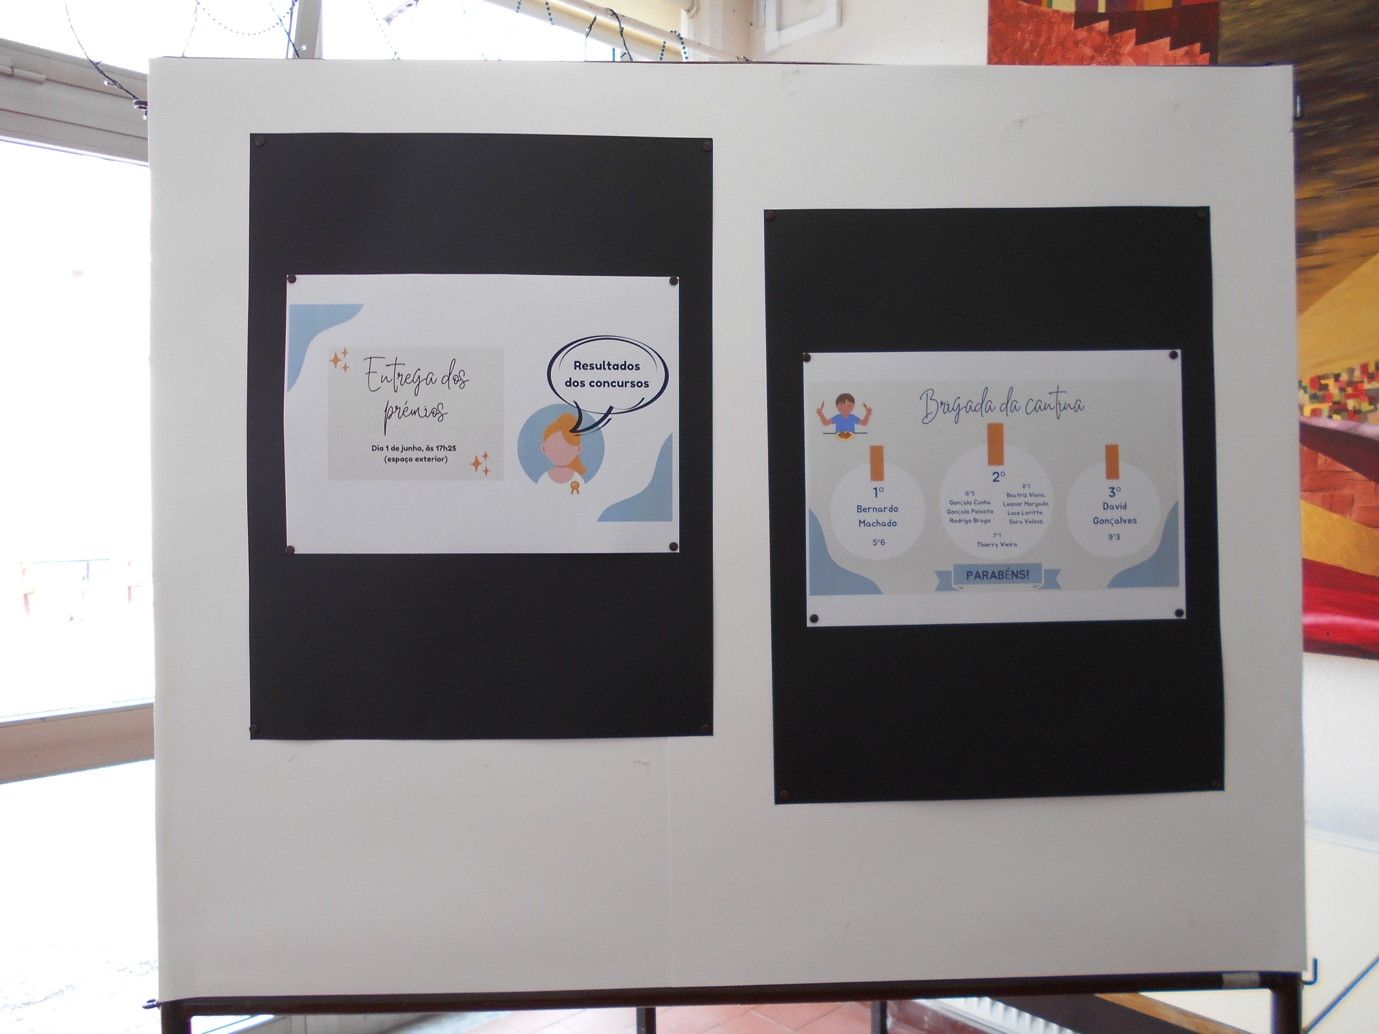 Entrega dos
prémios
Dia 1 de junho, às 17h25
(espaço exterior)
Resultados
dos concursos
Brigada da cantina
1º
Bernardo
Machado
5º6
2º
6º5
Gonçalo Cunha
Gonçalo Peixoto
Rodrigo Braga
8º1
Beatriz Viana,
Leonor Morgado,
Luca Laritte,
Sara Veloso
7º1
Thierry Vieira
3º
David
Gonçalves
9º3
PARABÉNS!